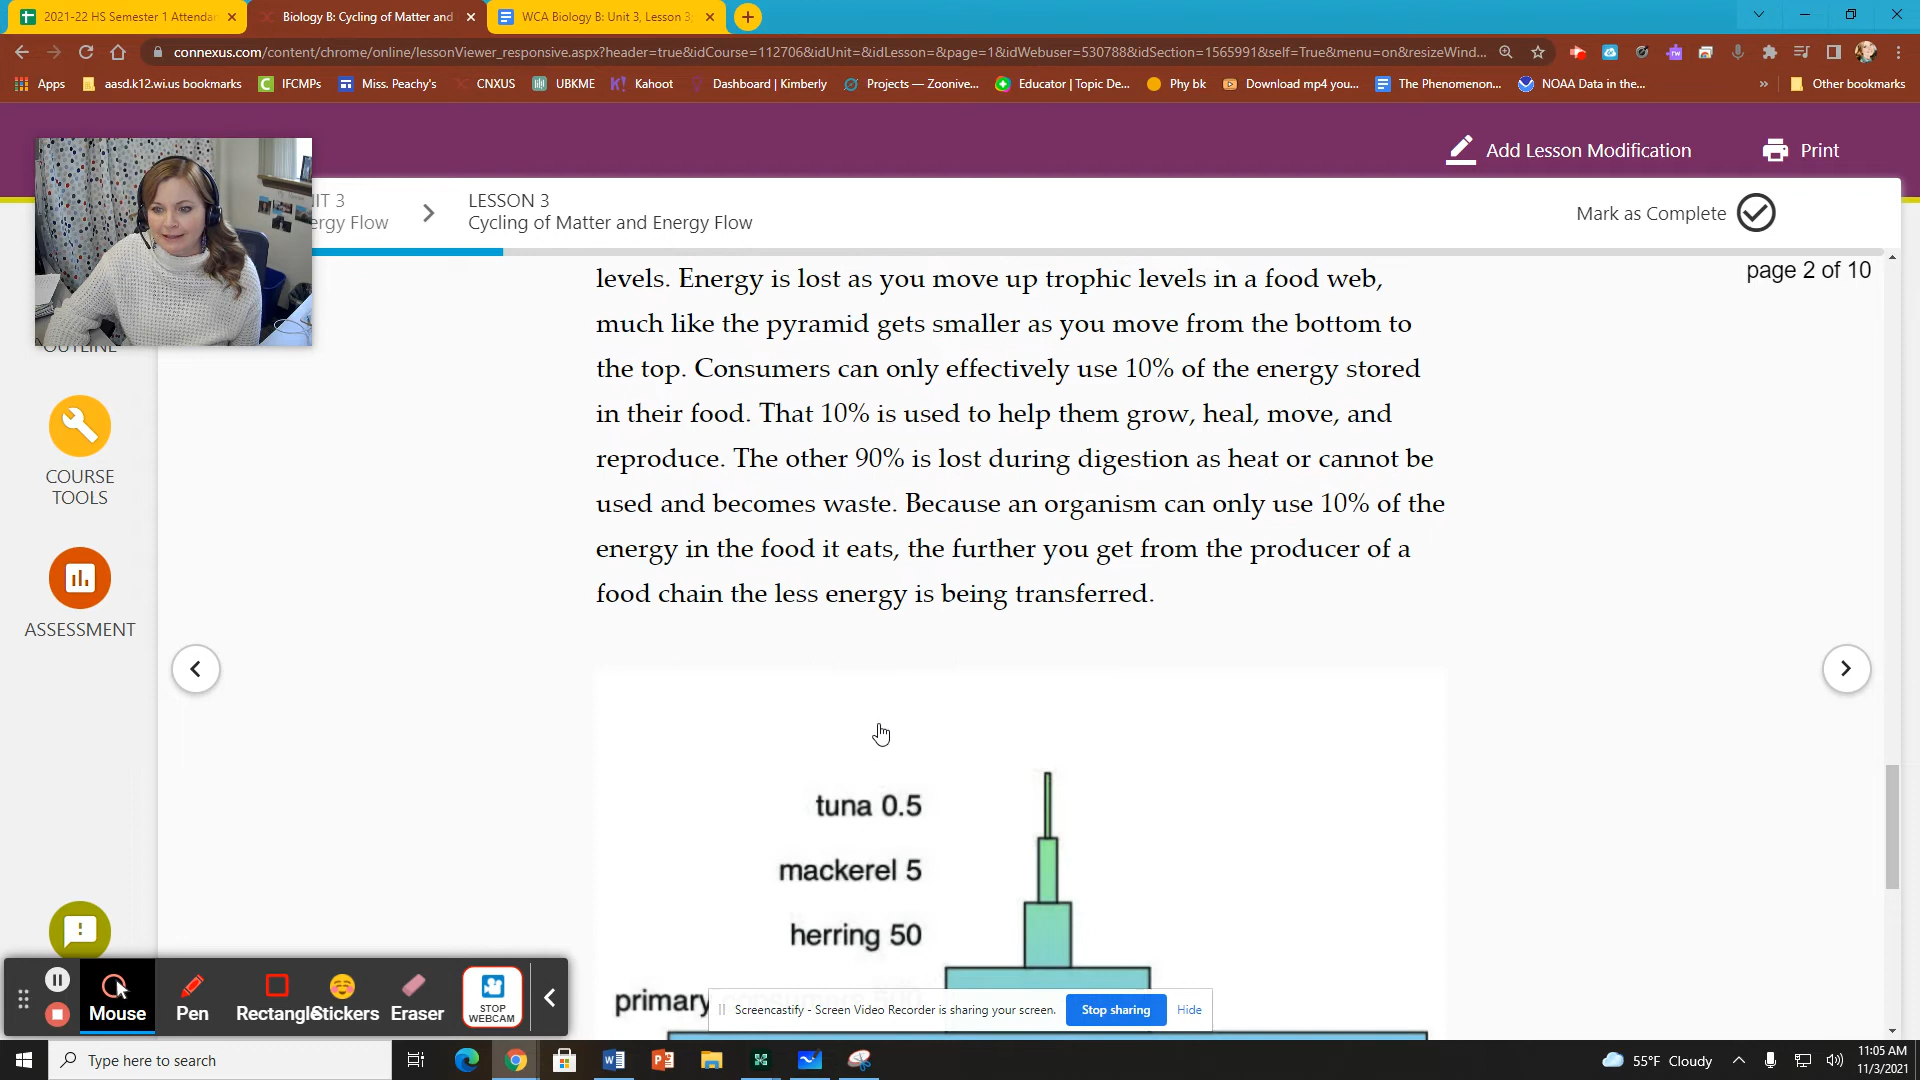 2021-22 HS Semester 1 Attendan
Biology B: Cycling of Matter and
WCA Biology B: Unit 3, Lesson 3;
connexus.com/content/chrome/online/lessonViewer_responsive.aspx?header=true&idCourse=112706&idUnit=&idLesson=&page=1&idWebuser=530788&idSection=1565991&self=True&menu=on&resizeWind...
Apps
aasd.k12.wi.us bookmarks
IFCMPs
Miss. Peachy's
CNXUS
UBKME
Kahoot
Dashboard | Kimberly
Projects — Zoonive...
Educator | Topic De...
Phy bk
Download mp4 you...
The Phenomenon...
NOAA Data in the...
»
Other bookmarks
Add Lesson Modification
Print
IT 3
ergy Flow
LESSON 3
Cycling of Matter and Energy Flow
Mark as Complete
page 2 of 10
levels. Energy is lost as you move up trophic levels in a food web,
much like the pyramid gets smaller as you move from the bottom to
the top. Consumers can only effectively use 10% of the energy stored
in their food. That 10% is used to help them grow, heal, move, and
reproduce. The other 90% is lost during digestion as heat or cannot be
used and becomes waste. Because an organism can only use 10% of the
energy in the food it eats, the further you get from the producer of a
food chain the less energy is being transferred.
OUTLINE
COURSE
TOOLS
ASSESSMENT
tuna 0.5
mackerel 5
herring 50
primary
Mouse
Pen
Rectangle
Stickers
Eraser
STOP
WEBCAM
Screencastify - Screen Video Recorder is sharing your screen.
Stop sharing
Hide
Type here to search
55°F Cloudy
11:05 AM
11/3/2021